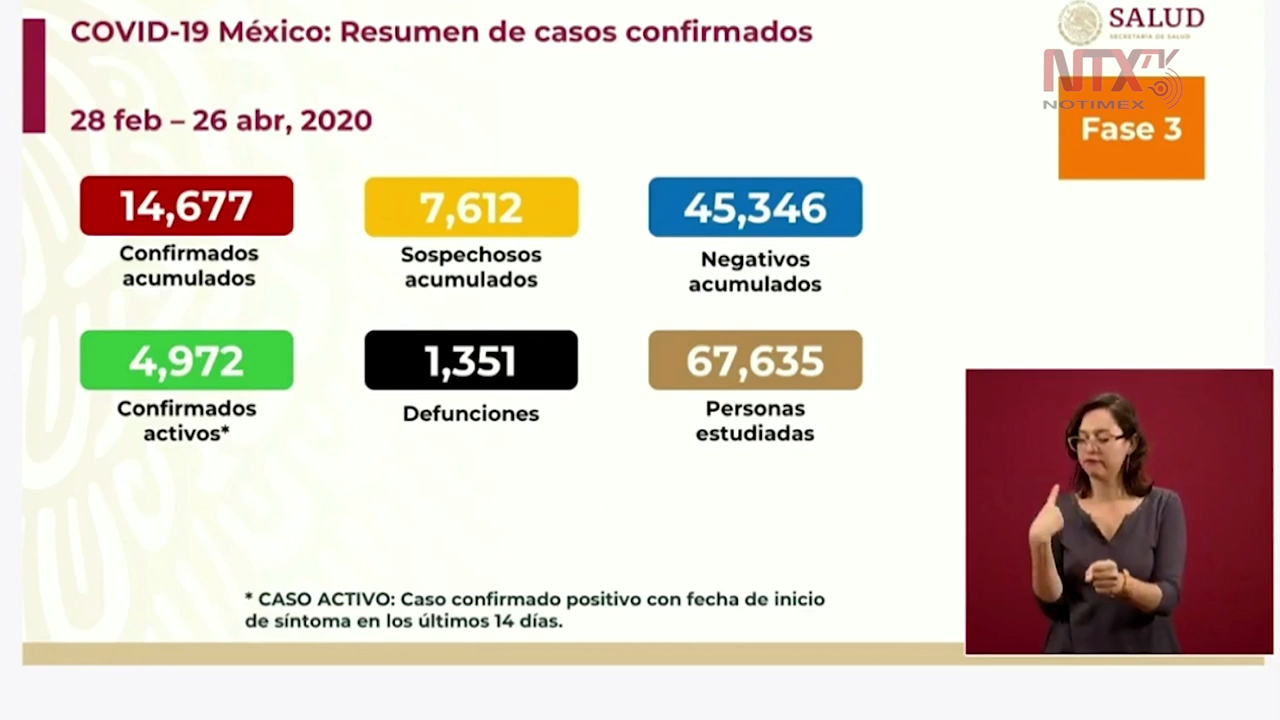 COVID-19 México: Resumen de casos confirmados
SALUD
SECRETARÍA DE SALUD
NTX
NOTIMEX
28 feb – 26 abr, 2020
Fase 3
14,677
Confirmados
acumulados
7,612
Sospechosos
acumulados
45,346
Negativos
acumulados
4,972
Confirmados
activos*
1,351
Defunciones
67,635
Personas
estudiadas
* CASO ACTIVO: Caso confirmado positivo con fecha de inicio
de síntoma en los últimos 14 días.